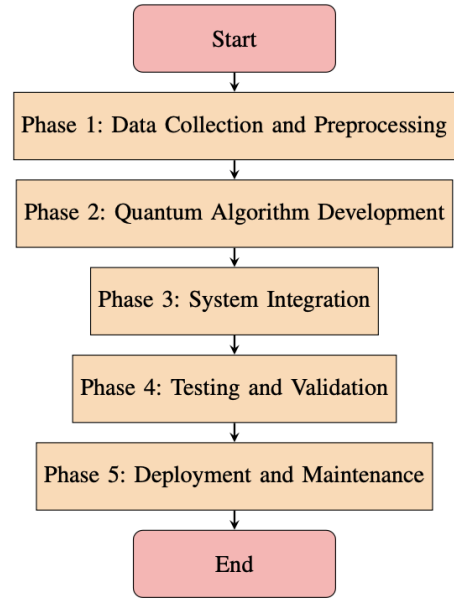 Start
Phase 1: Data Collection and Preprocessing
Phase 2: Quantum Algorithm Development
Phase 3: System Integration
Phase 4: Testing and Validation
Phase 5: Deployment and Maintenance
End